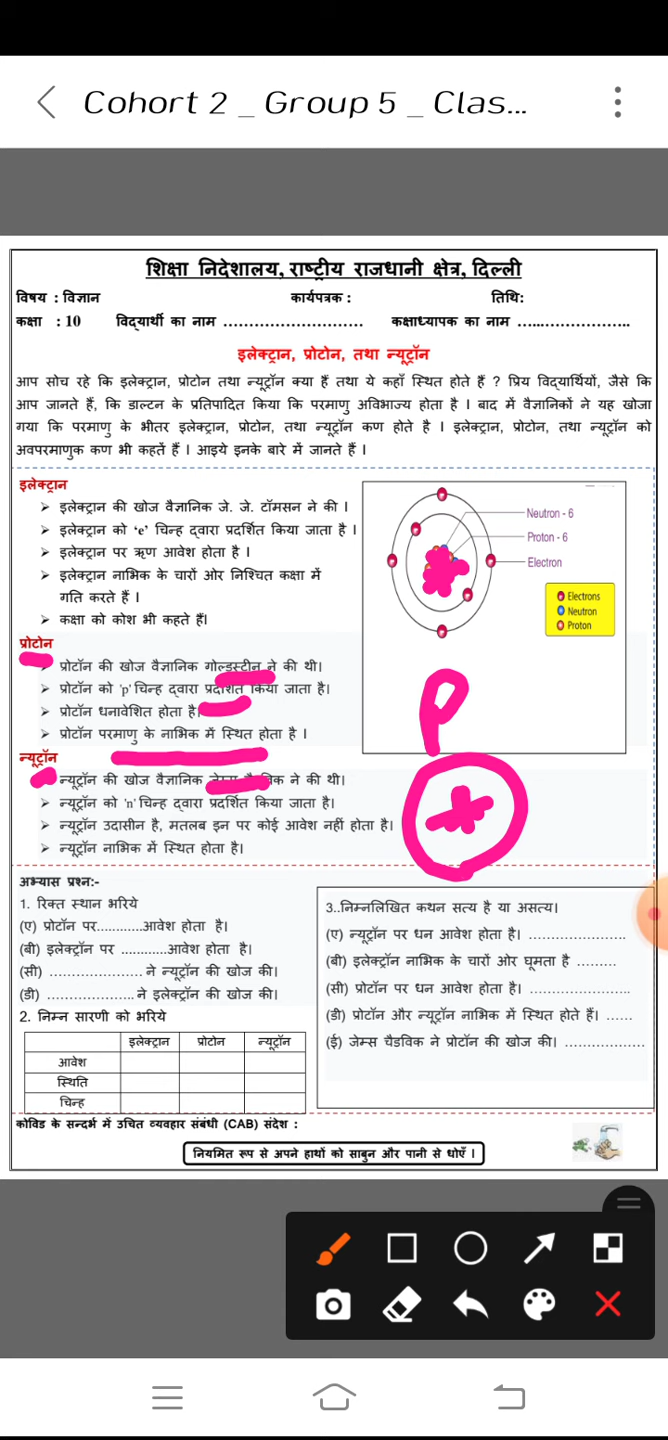 Cohort 2 _ Group 5 _ Clas...
शिक्षा निदेशालय, राष्ट्रीय राजधानी क्षेत्र, दिल्ली
विषय : विज्ञान कार्यपत्रक : तिथि:
कक्षा : 10 विद्यार्थी का नाम ............................ कक्षाध्यापक का नाम ........................
इलेक्ट्रान, प्रोटोन, तथा न्यूट्रॉन
आप सोच रहे कि इलेक्ट्रान, प्रोटोन तथा न्यूट्रॉन क्या हैं तथा ये कहाँ स्थित होते हैं ? प्रिय विद्यार्थियों, जैसे कि
आप जानते हैं, कि डाल्टन के प्रतिपादित किया कि परमाणु अविभाज्य होता है । बाद में वैज्ञानिकों ने यह खोजा
गया कि परमाणु के भीतर इलेक्ट्रान, प्रोटोन, तथा न्यूट्रॉन कण होते है । इलेक्ट्रान, प्रोटोन, तथा न्यूट्रॉन को
अवपरमाणुक कण भी कहतें हैं । आइये इनके बारे में जानते हैं ।
इलेक्ट्रान
➢ इलेक्ट्रान की खोज वैज्ञानिक जे. जे. टॉमसन ने की ।
➢ इलेक्ट्रान को 'e' चिन्ह द्वारा प्रदर्शित किया जाता है ।
➢ इलेक्ट्रान पर ऋण आवेश होता है ।
➢ इलेक्ट्रान नाभिक के चारों ओर निश्चित कक्षा में
गति करते हैं ।
➢ कक्षा को कोश भी कहते हैं।
Neutron - 6
Proton - 6
Electron
Electrons
Neutron
Proton
प्रोटोन
प्रोटॉन की खोज वैज्ञानिक गोल्डस्टीन ने की थी।
➢ प्रोटॉन को 'p' चिन्ह द्वारा प्रदर्शित किया जाता है।
➢ प्रोटॉन धनावेशित होता है
➢ प्रोटॉन परमाणु के नाभिक में स्थित होता है ।
p
+
न्यूट्रॉन
न्यूट्रॉन की खोज वैज्ञानिक ने की थी।
➢ न्यूट्रॉन को 'n' चिन्ह द्वारा प्रदर्शित किया जाता है।
➢ न्यूट्रॉन उदासीन है, मतलब इन पर कोई आवेश नहीं होता है।
➢ न्यूट्रॉन नाभिक में स्थित होता है।
अभ्यास प्रश्न:-
1. रिक्त स्थान भरिये
(ए) प्रोटॉन पर............आवेश होता है।
(बी) इलेक्ट्रॉन पर ............आवेश होता है।
(सी) ........................ ने न्यूट्रॉन की खोज की।
(डी) ......................ने इलेक्ट्रॉन की खोज की।
2. निम्न सारणी को भरिये
इलेक्ट्रान प्रोटोन न्यूट्रॉन
आवेश
स्थिति
चिन्ह
3..निम्नलिखित कथन सत्य है या असत्य।
(ए) न्यूट्रॉन पर धन आवेश होता है। ........................
(बी) इलेक्ट्रॉन नाभिक के चारों ओर घूमता है .........
(सी) प्रोटॉन पर धन आवेश होता है। ........................
(डी) प्रोटॉन और न्यूट्रॉन नाभिक में स्थित होते हैं। ......
(ई) जेम्स चैडविक ने प्रोटॉन की खोज की। ...................
कोविड के सन्दर्भ में उचित व्यवहार संबंधी (CAB) संदेश :
नियमित रूप से अपने हाथों को साबुन और पानी से धोएँ ।